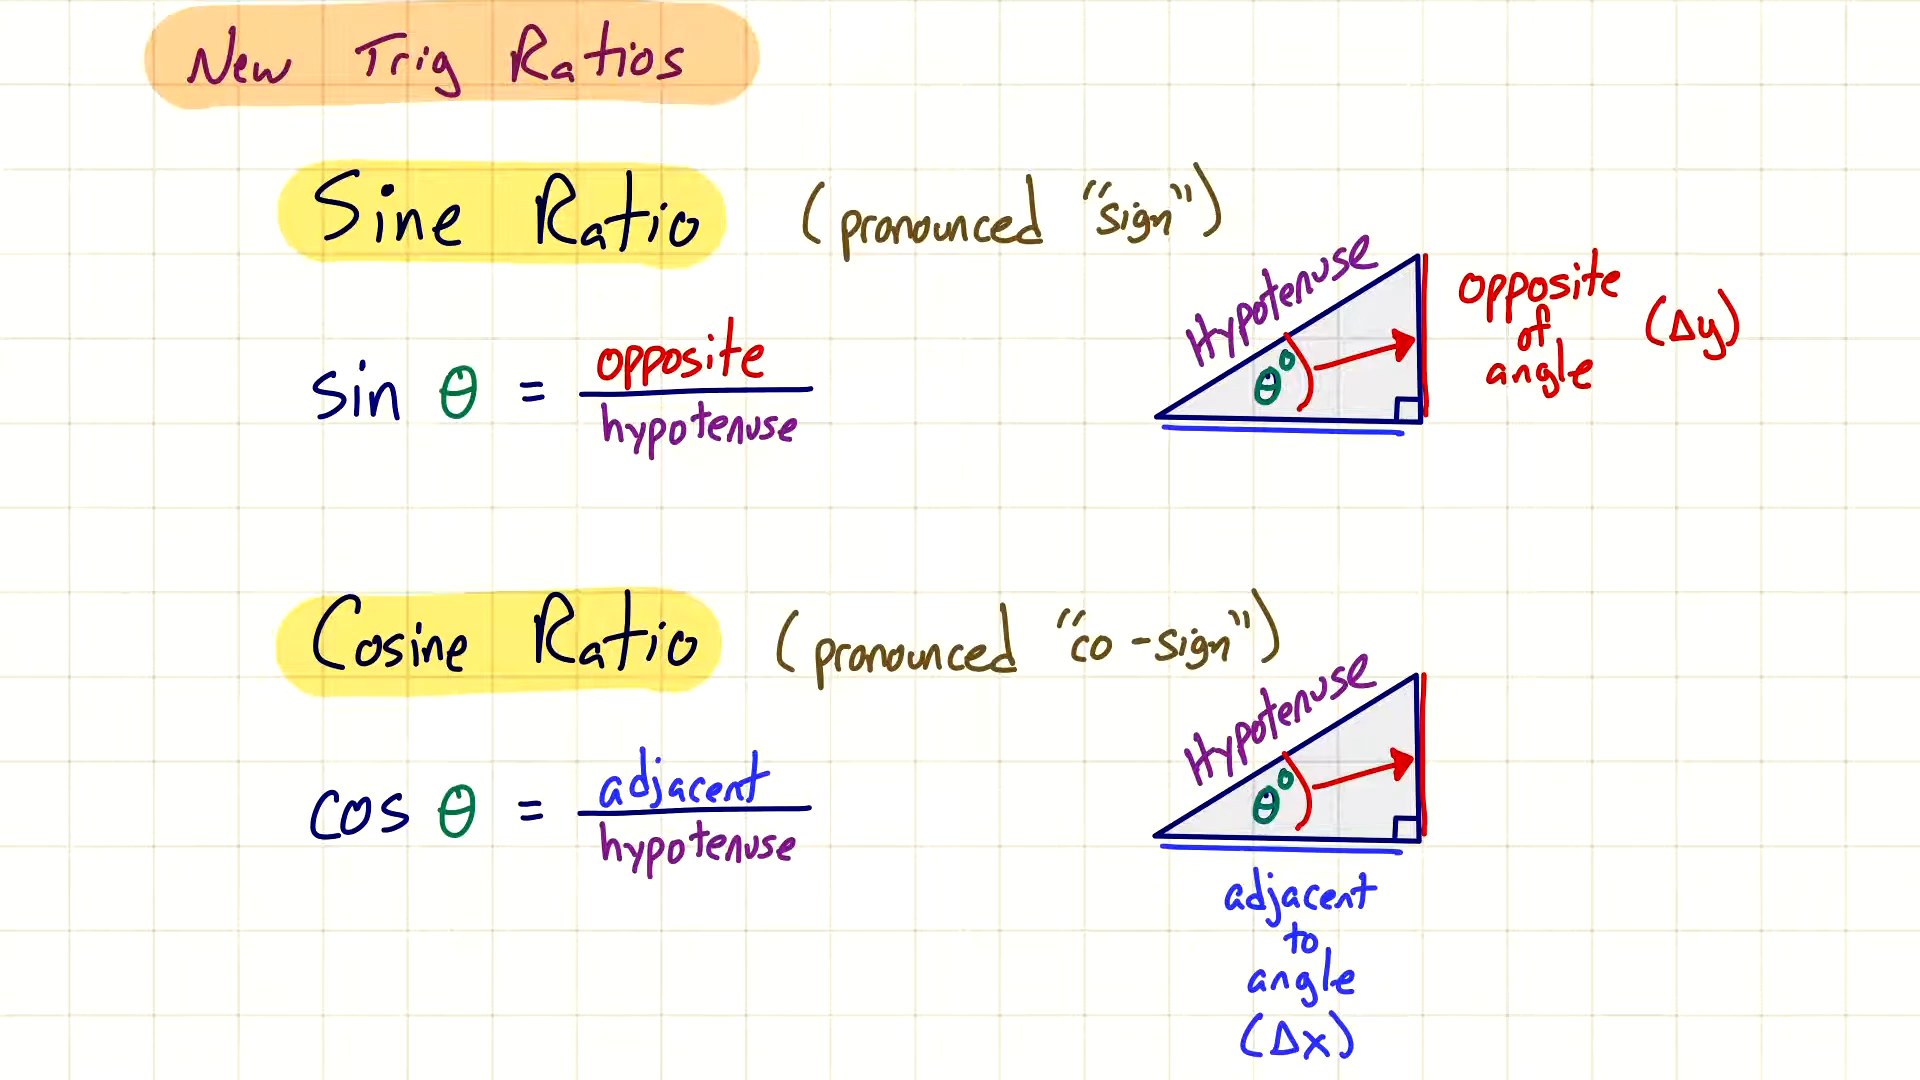 New Trig Ratios
Sine Ratio (pronounced "sign")
sin θ = opposite / hypotenuse
Hypotenuse
θ°
opposite
of
angle
(Δy)
Cosine Ratio (pronounced "co-sign")
cos θ = adjacent / hypotenuse
Hypotenuse
θ°
adjacent
to
angle
(Δx)